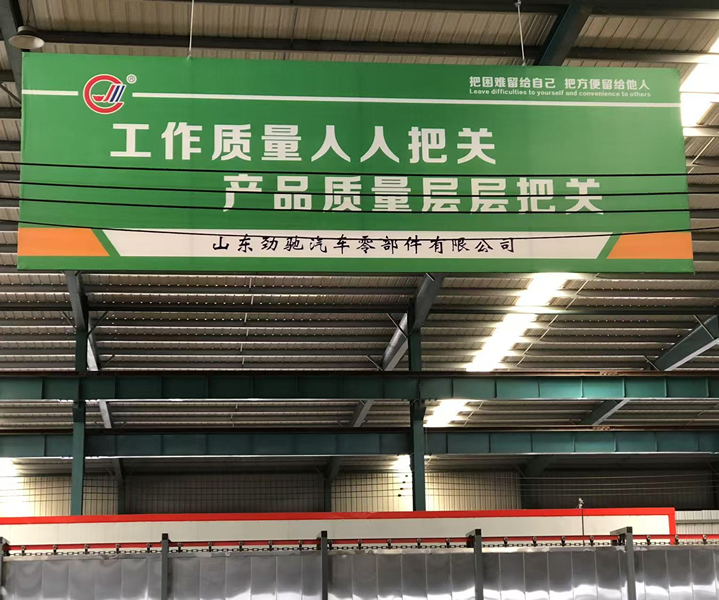 把困难留给自己 把方便留给他人
Leave difficulties to yourself and convenience to others
工作质量人人把关
产品质量层层把关
山东劲驰汽车零部件有限公司